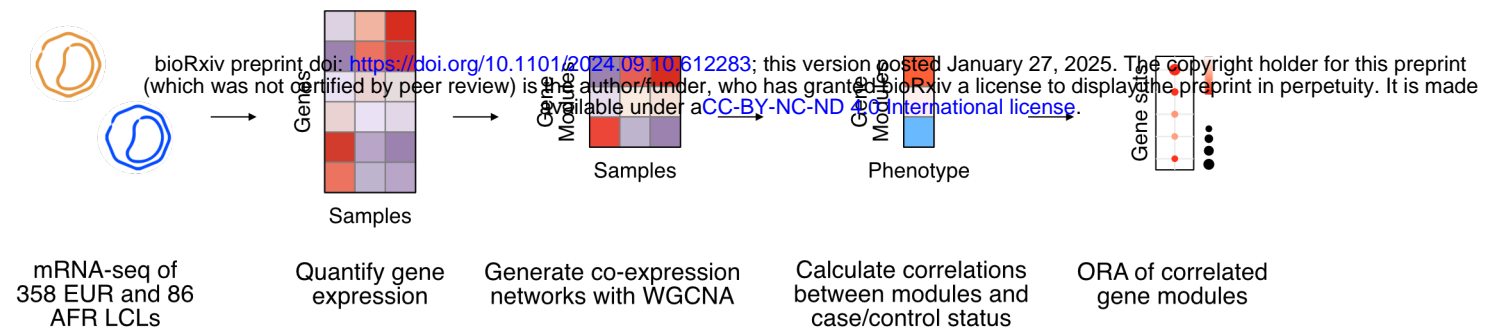 bioRxiv preprint doi: https://doi.org/10.1101/2024.09.10.612283; this version posted January 27, 2025. The copyright holder for this preprint
(which was not certified by peer review) is the author/funder, who has granted bioRxiv a license to display the preprint in perpetuity. It is made
available under aCC-BY-NC-ND 4.0 International license.
Genes
Samples
Gene
Modules
Samples
Gene
Modules
Phenotype
Gene sets
mRNA-seq of
358 EUR and 86
AFR LCLs
Quantify gene
expression
Generate co-expression
networks with WGCNA
Calculate correlations
between modules and
case/control status
ORA of correlated
gene modules